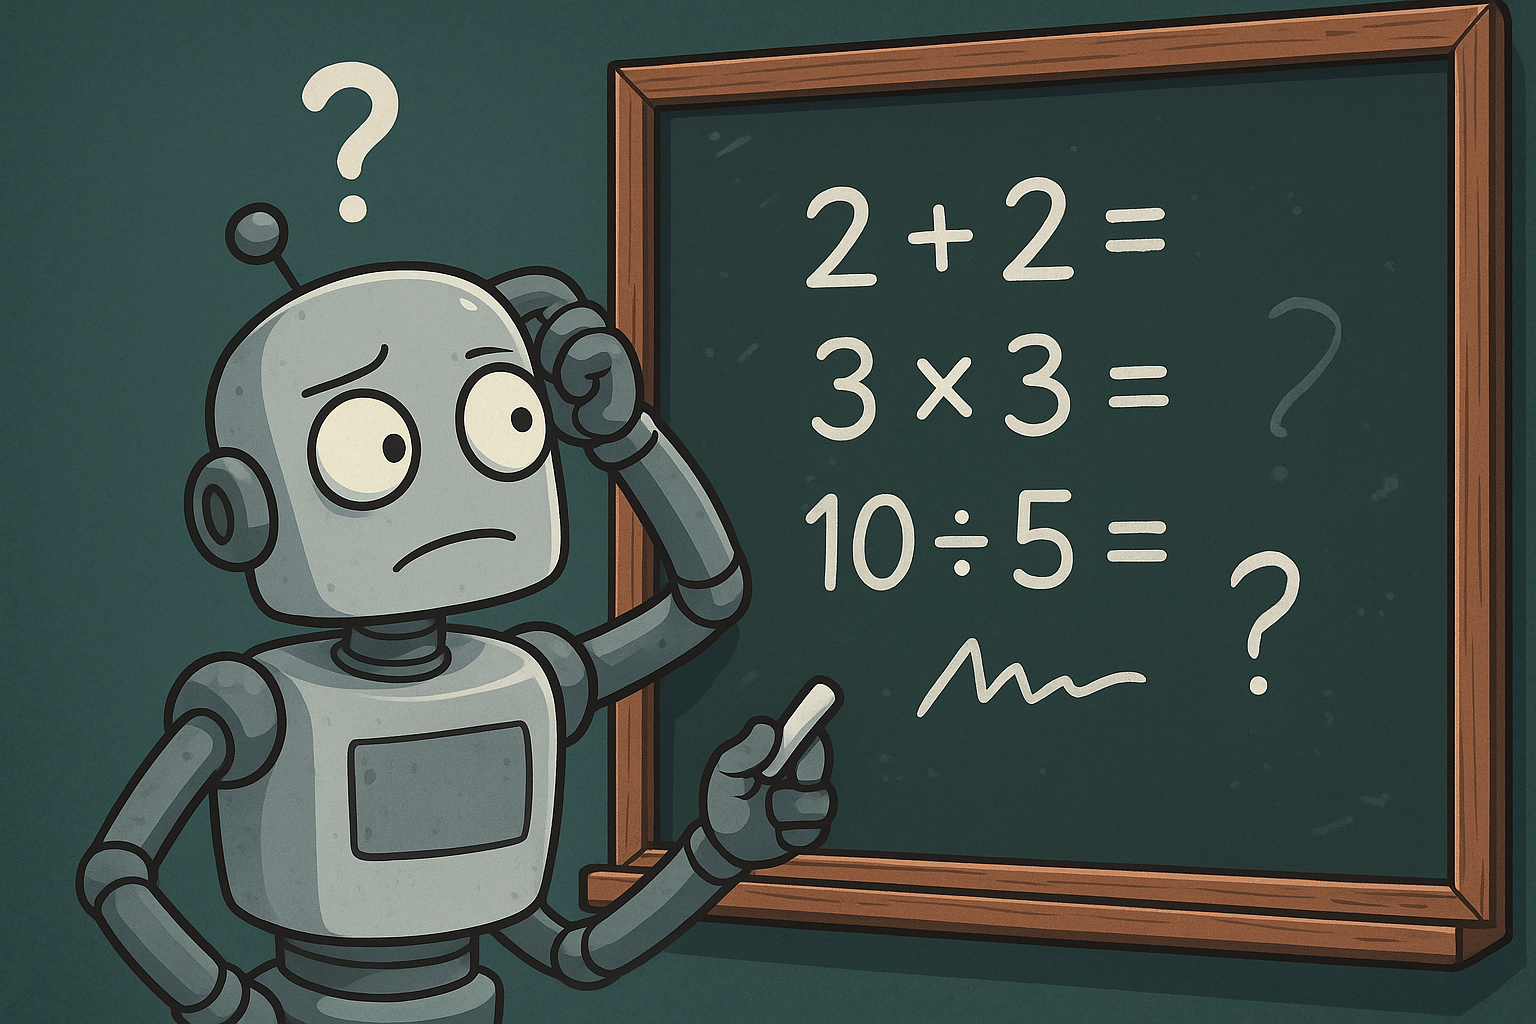 ?
2 + 2 =
3 × 3 =
?
10 ÷ 5 =
?